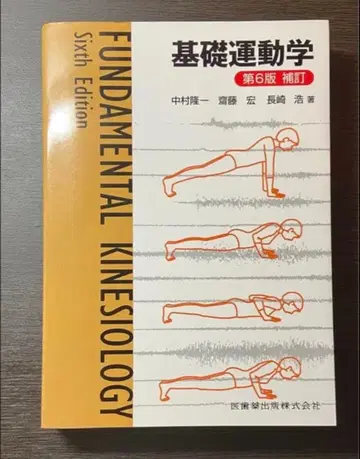 FUNDAMENTAL KINESIOLOGY
Sixth Edition
基礎運動学
第6版 補訂
中村隆一 齋藤 宏 長崎 浩 著
医歯薬出版株式会社